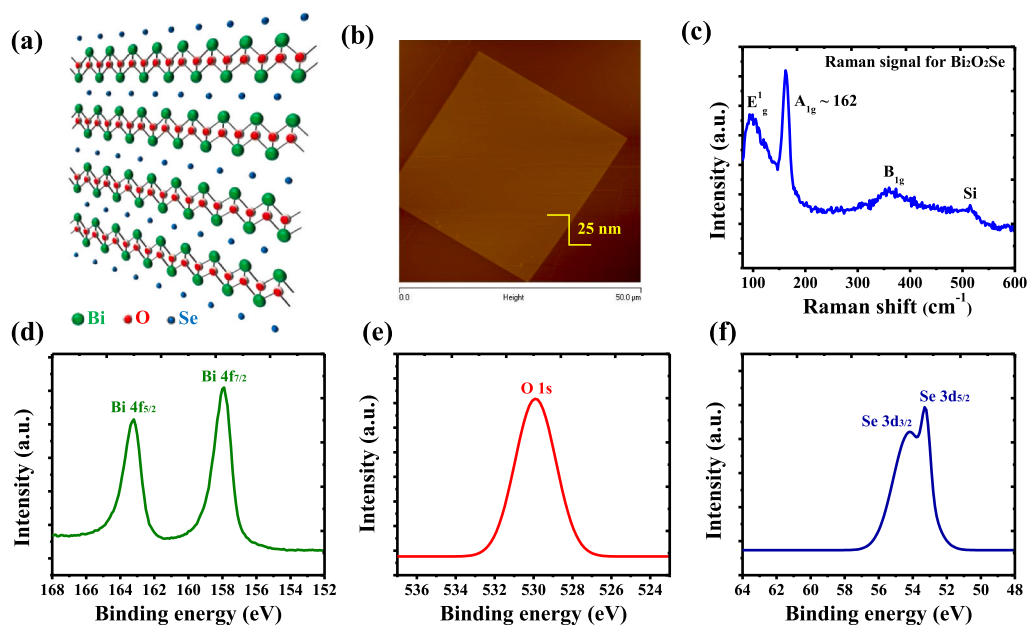 (a)
Bi O Se
(b)
25 nm
0.0 Height 50.0 µm
(c)
Raman signal for Bi₂O₂Se
E¹g
A₁g ~ 162
B₁g
Si
Intensity (a.u.)
100 200 300 400 500 600
Raman shift (cm⁻¹)
(d)
Bi 4f₅/₂
Bi 4f₇/₂
Intensity (a.u.)
168 166 164 162 160 158 156 154 152
Binding energy (eV)
(e)
O 1s
Intensity (a.u.)
536 534 532 530 528 526 524
Binding energy (eV)
(f)
Se 3d₃/₂
Se 3d₅/₂
Intensity (a.u.)
64 62 60 58 56 54 52 50 48
Binding energy (eV)